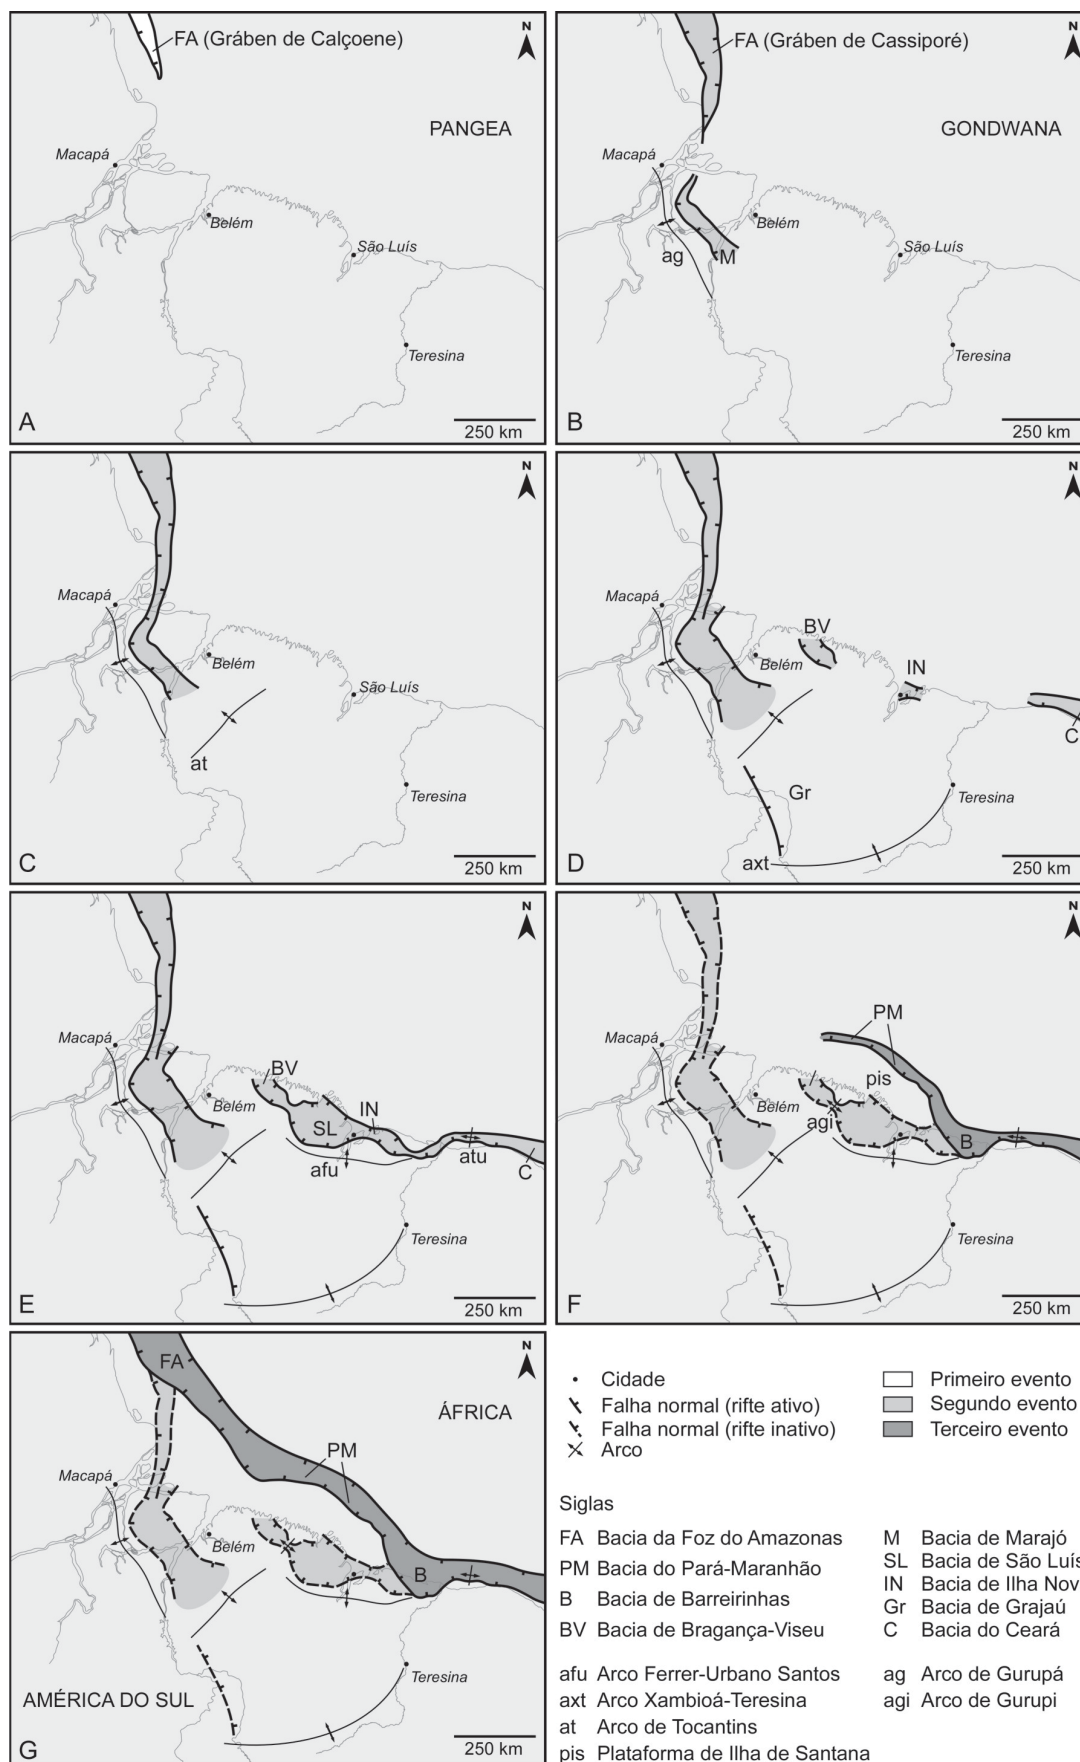 N
FA (Gráben de Calçoene)
PANGEA
Macapá
Belém
São Luís
Teresina
A
250 km
N
FA (Gráben de Cassiporé)
GONDWANA
Macapá
Belém
ag
M
São Luís
Teresina
B
250 km
N
Macapá
Belém
São Luís
at
Teresina
C
250 km
N
Macapá
BV
Belém
IN
C
Gr
Teresina
axt
D
250 km
N
Macapá
BV
Belém
IN
SL
afu
atu
C
Teresina
E
250 km
N
PM
Macapá
pis
Belém
agi
B
Teresina
F
250 km
N
FA
ÁFRICA
PM
Macapá
Belém
B
Teresina
AMÉRICA DO SUL
G
250 km
Cidade
Falha normal (rifte ativo)
Falha normal (rifte inativo)
Arco
Primeiro evento
Segundo evento
Terceiro evento
Siglas
FA Bacia da Foz do Amazonas
PM Bacia do Pará-Maranhão
B Bacia de Barreirinhas
BV Bacia de Bragança-Viseu
M Bacia de Marajó
SL Bacia de São Luís
IN Bacia de Ilha Nov
Gr Bacia de Grajaú
C Bacia do Ceará
afu Arco Ferrer-Urbano Santos
axt Arco Xambioá-Teresina
at Arco de Tocantins
pis Plataforma de Ilha de Santana
ag Arco de Gurupá
agi Arco de Gurupi